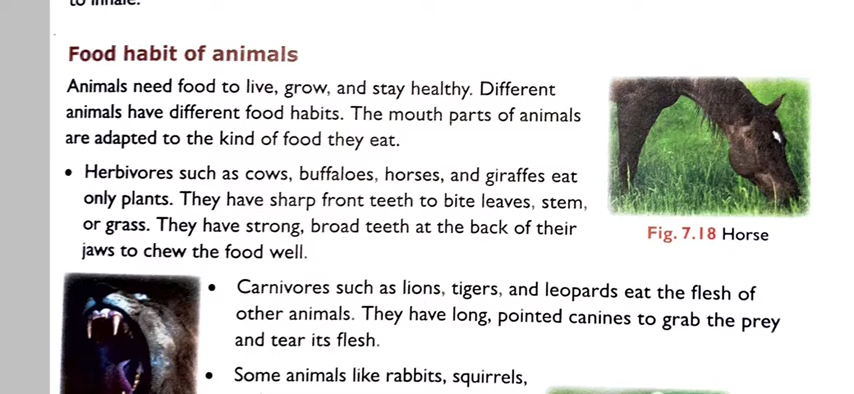 to inhale.
Food habit of animals
Animals need food to live, grow, and stay healthy. Different
animals have different food habits. The mouth parts of animals
are adapted to the kind of food they eat.
• Herbivores such as cows, buffaloes, horses, and giraffes eat
only plants. They have sharp front teeth to bite leaves, stem,
or grass. They have strong, broad teeth at the back of their
jaws to chew the food well.
Fig. 7.18 Horse
• Carnivores such as lions, tigers, and leopards eat the flesh of
other animals. They have long, pointed canines to grab the prey
and tear its flesh.
• Some animals like rabbits, squirrels,